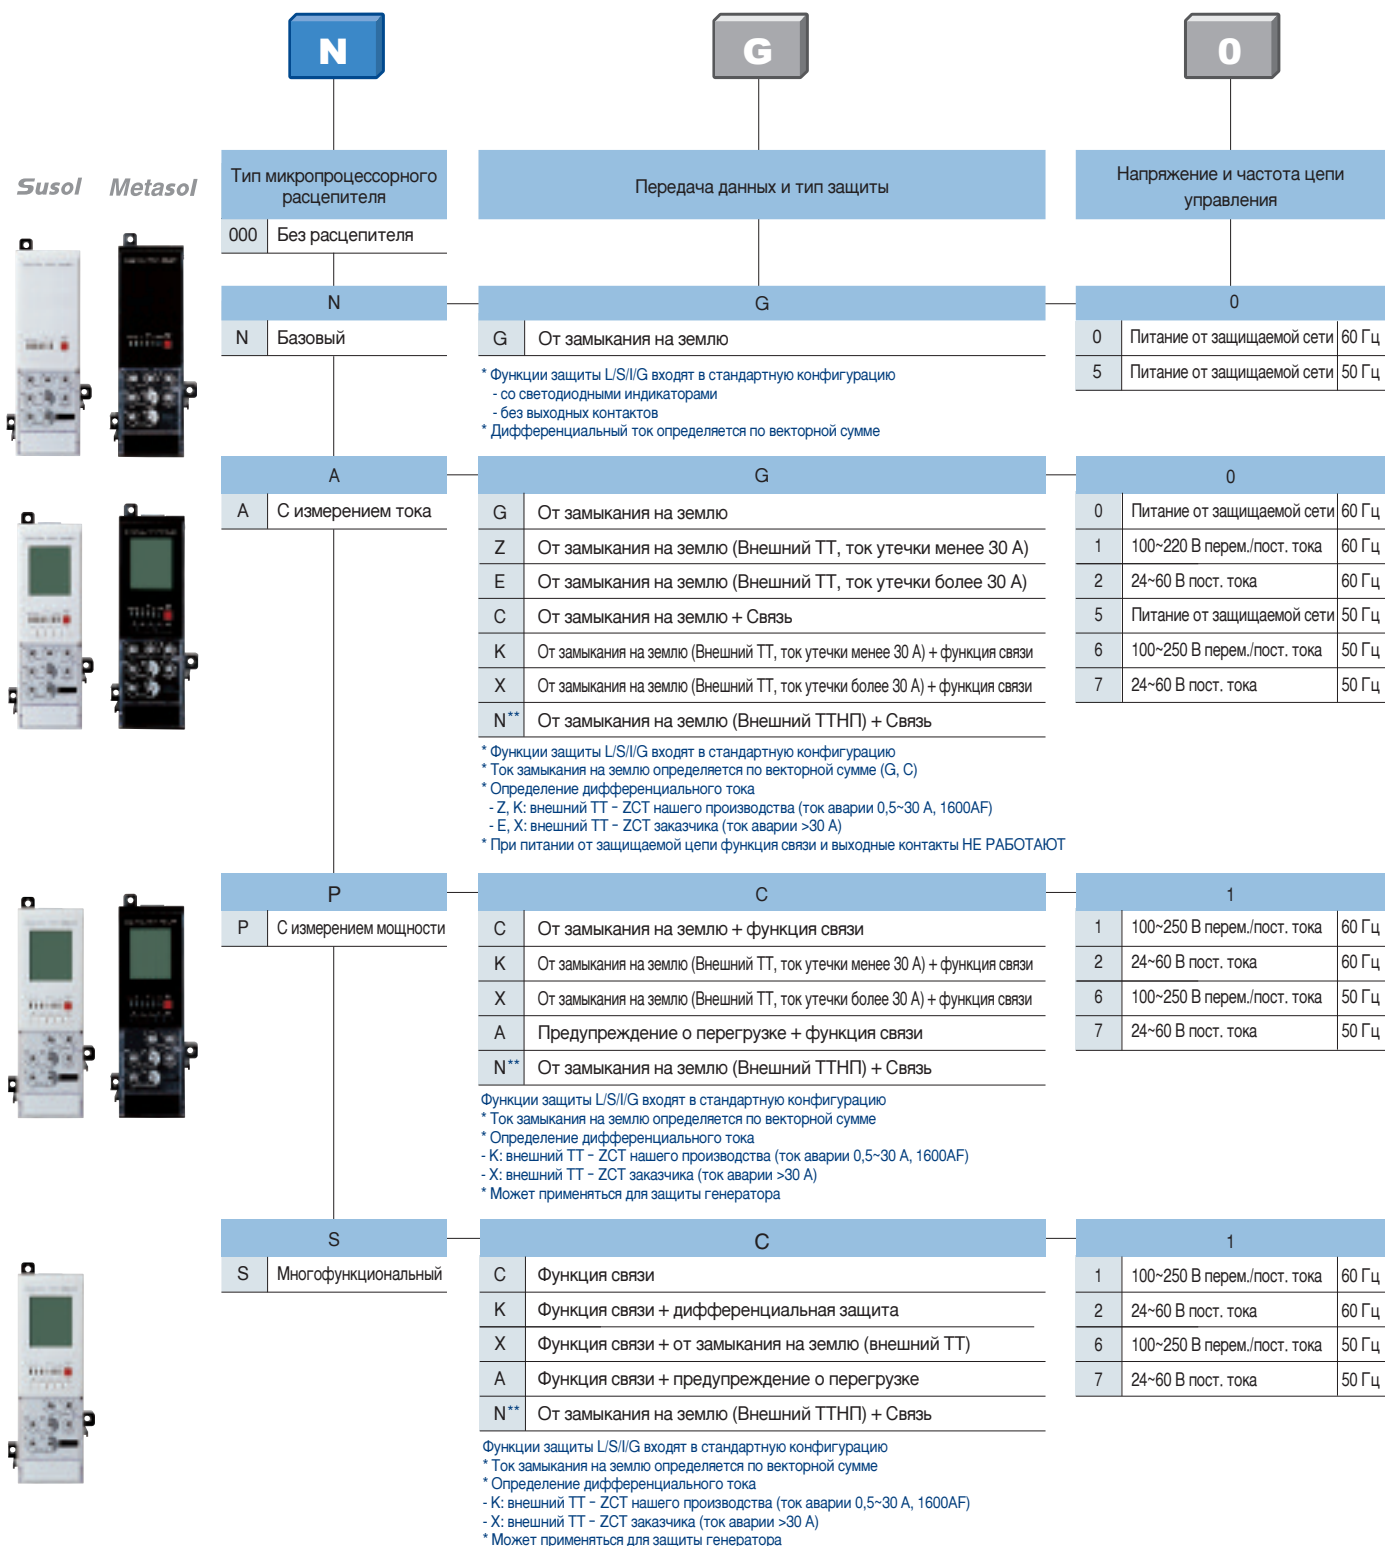 N
G
0
Susol
Metasol
Тип микропроцессорного
расцепителя
Передача данных и тип защиты
Напряжение и частота цепи
управления
000 Без расцепителя
N
G
0
N Базовый
G От замыкания на землю
0 Питание от защищаемой сети 60 Гц
5 Питание от защищаемой сети 50 Гц
* Функции защиты L/S/I/G входят в стандартную конфигурацию
- со светодиодными индикаторами
- без выходных контактов
* Дифференциальный ток определяется по векторной сумме
A
G
0
A С измерением тока
G От замыкания на землю
Z От замыкания на землю (Внешний ТТ, ток утечки менее 30 А)
E От замыкания на землю (Внешний ТТ, ток утечки более 30 А)
C От замыкания на землю + Связь
K От замыкания на землю (Внешний ТТ, ток утечки менее 30 А) + функция связи
X От замыкания на землю (Внешний ТТ, ток утечки более 30 А) + функция связи
N** От замыкания на землю (Внешний ТТНП) + Связь
0 Питание от защищаемой сети 60 Гц
1 100~220 В перем./пост. тока 60 Гц
2 24~60 В пост. тока 60 Гц
5 Питание от защищаемой сети 50 Гц
6 100~250 В перем./пост. тока 50 Гц
7 24~60 В пост. тока 50 Гц
* Функции защиты L/S/I/G входят в стандартную конфигурацию
* Ток замыкания на землю определяется по векторной сумме (G, C)
* Определение дифференциального тока
- Z, K: внешний ТТ - ZCT нашего производства (ток аварии 0,5~30 А, 1600AF)
- E, X: внешний ТТ - ZCT заказчика (ток аварии >30 А)
* При питании от защищаемой цепи функция связи и выходные контакты НЕ РАБОТАЮТ
P
C
1
P С измерением мощности
C От замыкания на землю + функция связи
K От замыкания на землю (Внешний ТТ, ток утечки менее 30 А) + функция связи
X От замыкания на землю (Внешний ТТ, ток утечки более 30 А) + функция связи
A Предупреждение о перегрузке + функция связи
N** От замыкания на землю (Внешний ТТНП) + Связь
1 100~250 В перем./пост. тока 60 Гц
2 24~60 В пост. тока 60 Гц
6 100~250 В перем./пост. тока 50 Гц
7 24~60 В пост. тока 50 Гц
Функции защиты L/S/I/G входят в стандартную конфигурацию
* Ток замыкания на землю определяется по векторной сумме
* Определение дифференциального тока
- K: внешний ТТ - ZCT нашего производства (ток аварии 0,5~30 А, 1600AF)
- X: внешний ТТ - ZCT заказчика (ток аварии >30 А)
* Может применяться для защиты генератора
S
C
1
S Многофункциональный
C Функция связи
K Функция связи + дифференциальная защита
X Функция связи + от замыкания на землю (внешний ТТ)
A Функция связи + предупреждение о перегрузке
N** От замыкания на землю (Внешний ТТНП) + Связь
1 100~250 В перем./пост. тока 60 Гц
2 24~60 В пост. тока 60 Гц
6 100~250 В перем./пост. тока 50 Гц
7 24~60 В пост. тока 50 Гц
Функции защиты L/S/I/G входят в стандартную конфигурацию
* Ток замыкания на землю определяется по векторной сумме
* Определение дифференциального тока
- K: внешний ТТ - ZCT нашего производства (ток аварии 0,5~30 А, 1600AF)
- X: внешний ТТ - ZCT заказчика (ток аварии >30 А)
* Может применяться для защиты генератора